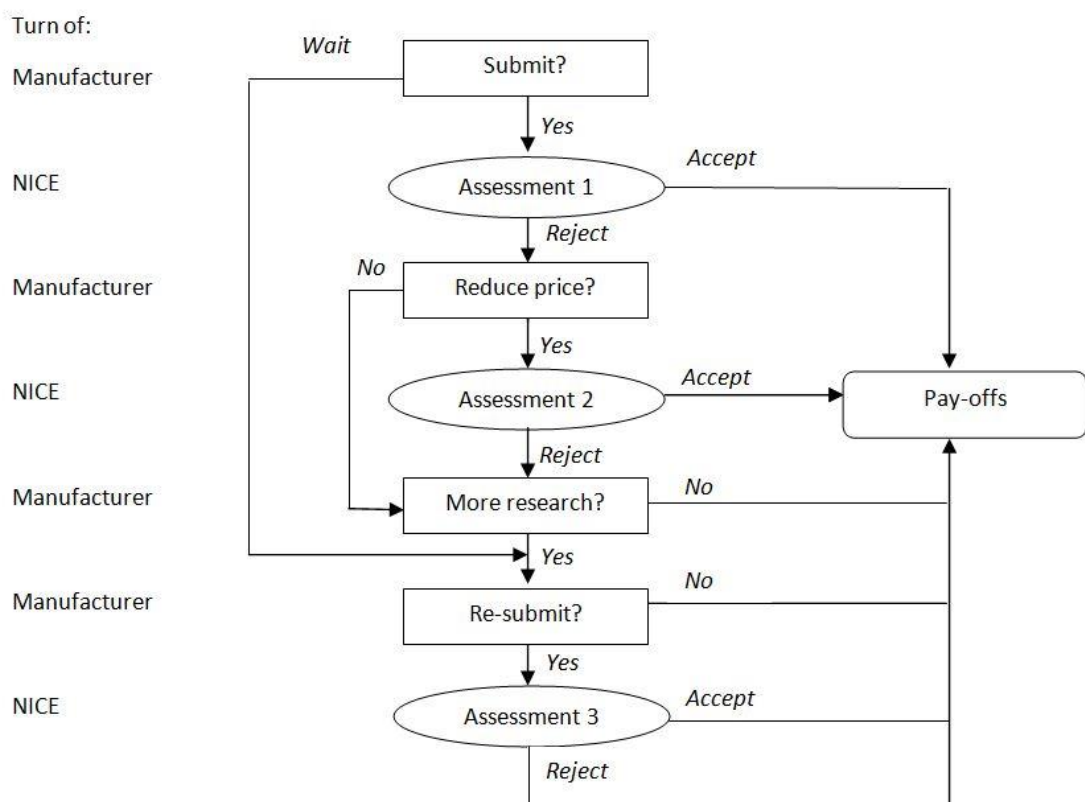 Turn of:
Wait
Manufacturer
Submit?
Yes
Accept
NICE
Assessment 1
Reject
No
Manufacturer
Reduce price?
Yes
Accept
NICE
Assessment 2
Pay-offs
Reject
No
Manufacturer
More research?
Yes
No
Manufacturer
Re-submit?
Yes
Accept
NICE
Assessment 3
Reject